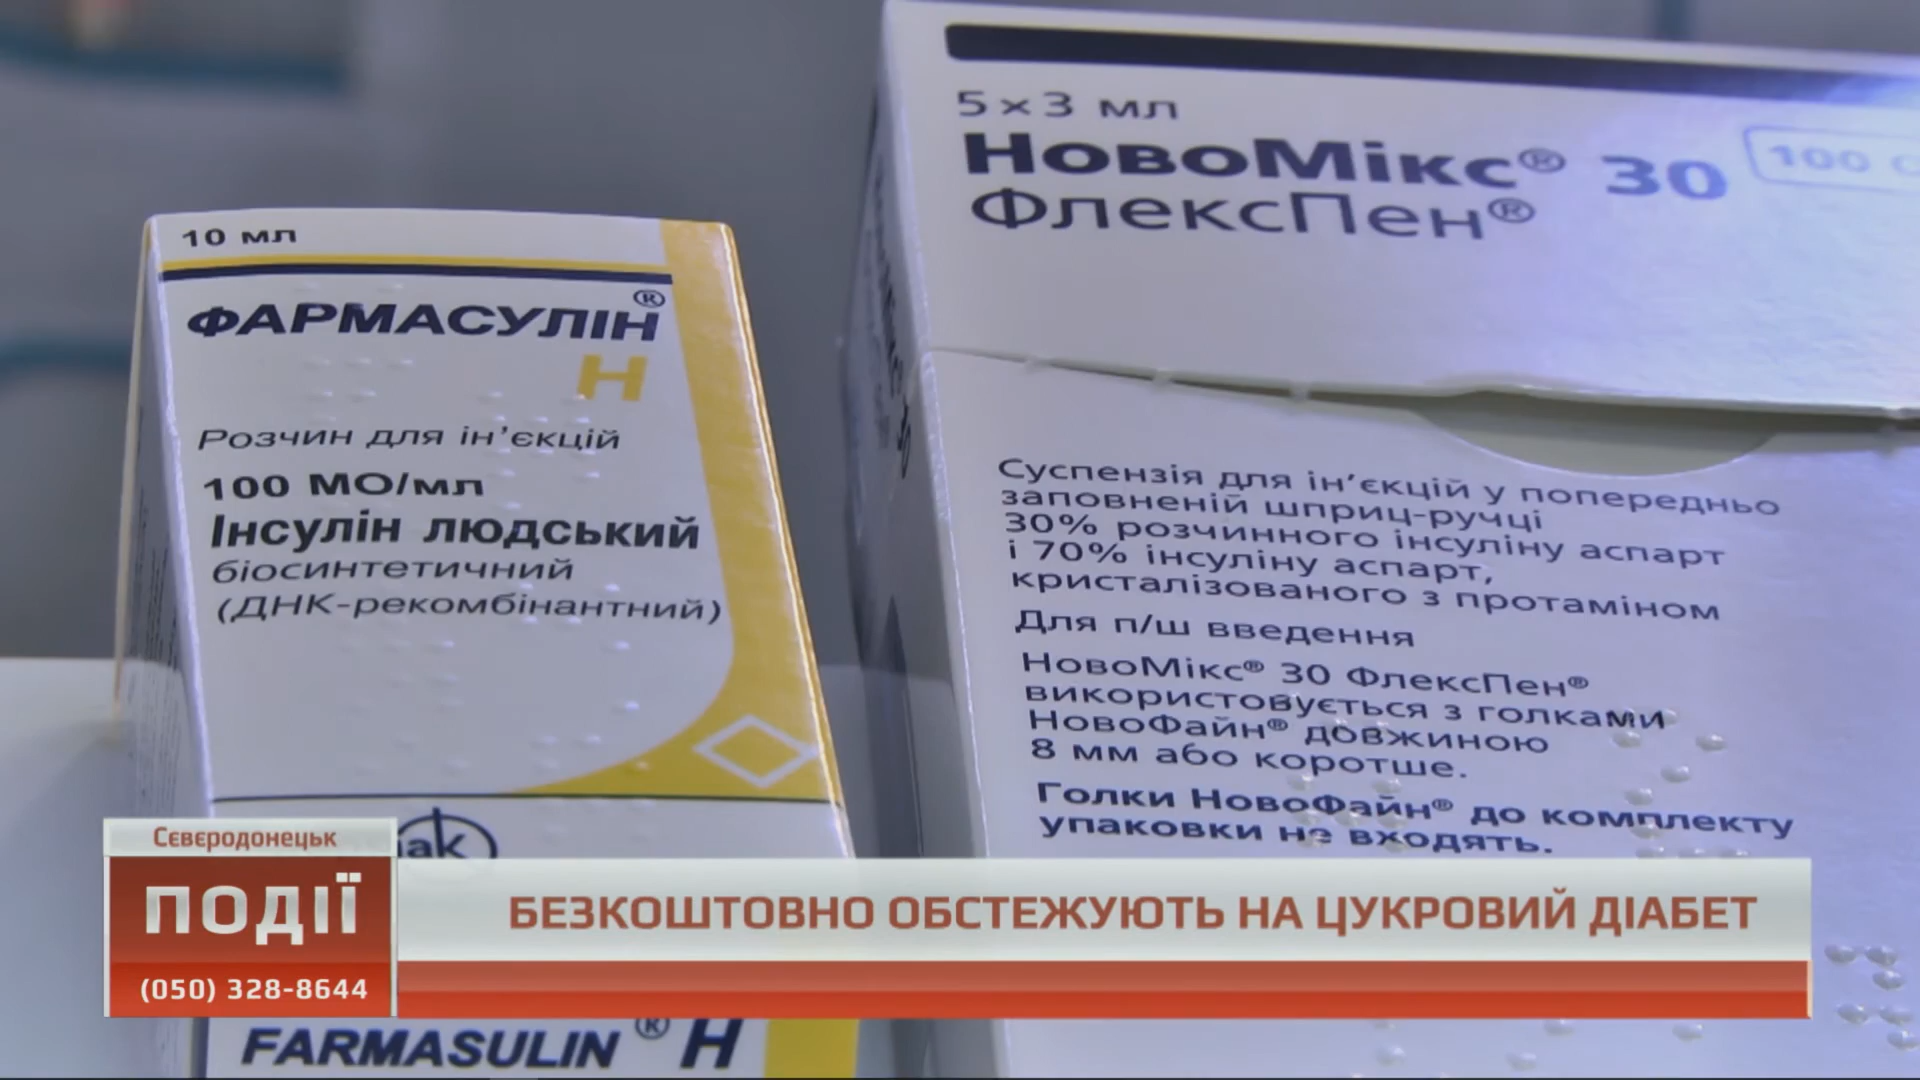 10 мл
ФАРМАСУЛІН®
Н
Розчин для ін'єкцій
100 МО/мл
Інсулін людський
біосинтетичний
(ДНК-рекомбінантний)
FARMASULIN® H
5 x 3 мл
НовоМікс® 30
100
ФлексПен®
Суспензія для ін'єкцій у попередньо
заповненій шприц-ручці
30% розчинного інсуліну аспарт
і 70% інсуліну аспарт,
кристалізованого з протаміном
Для п/ш введення
НовоМікс® 30 ФлексПен®
використовується з голками
НовоФайн® довжиною
8 мм або коротше.
Голки НовоФайн® до комплекту
упаковки не входять.
Сєвєродонецьк
ПОДІЇ
(050) 328-8644
БЕЗКОШТОВНО ОБСТЕЖУЮТЬ НА ЦУКРОВИЙ ДІАБЕТ